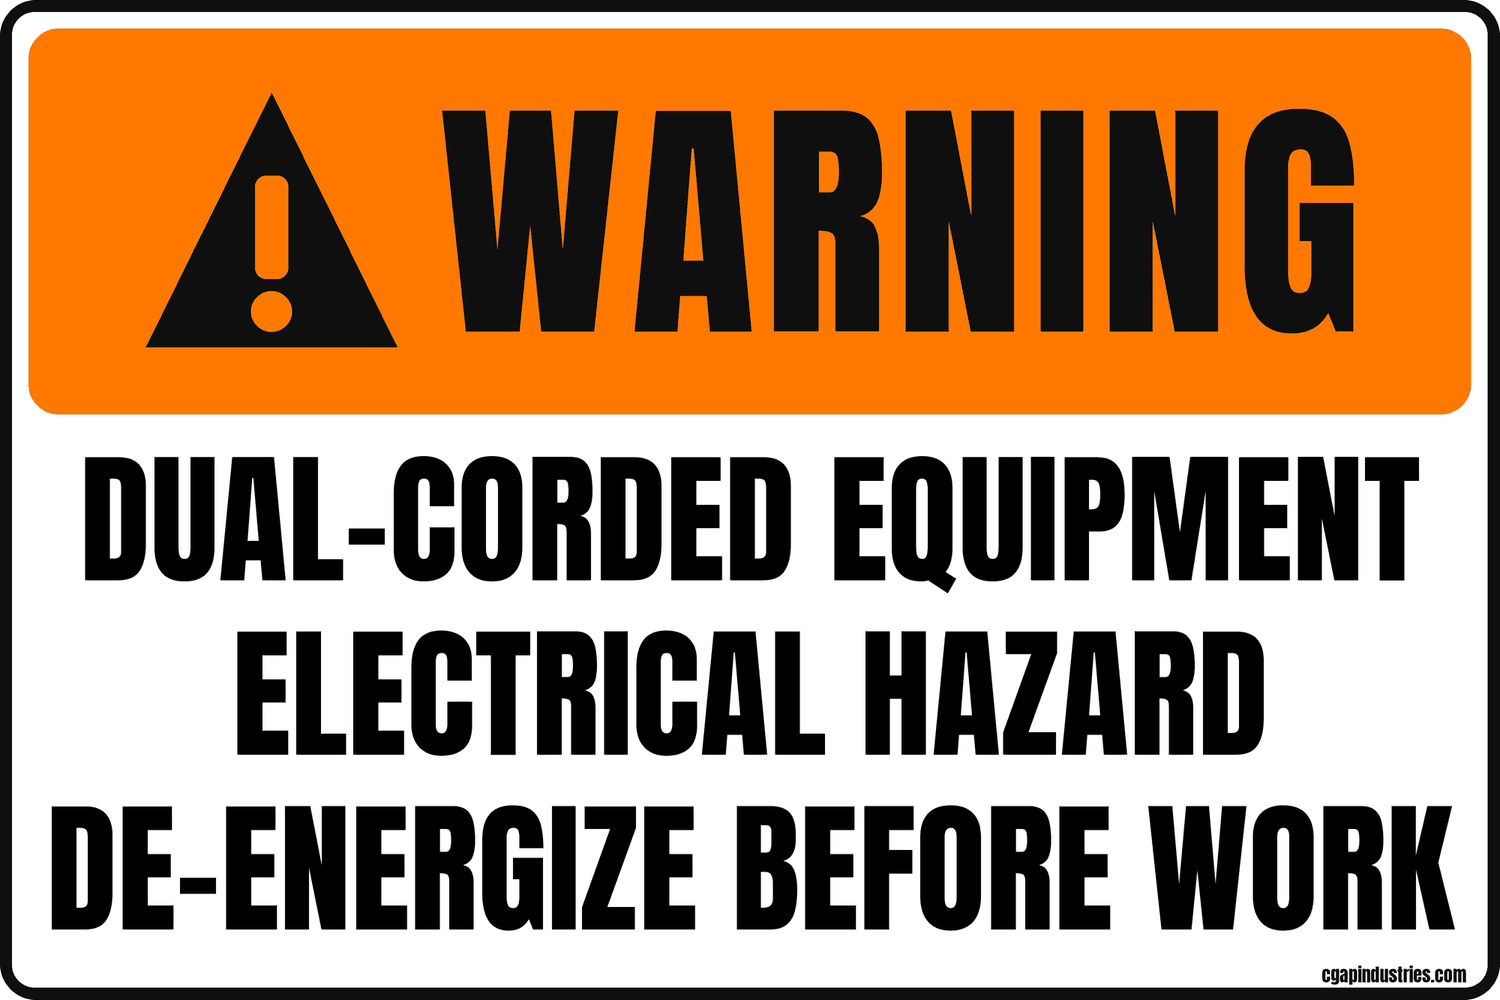 WARNING
DUAL-CORDED EQUIPMENT
ELECTRICAL HAZARD
DE-ENERGIZE BEFORE WORK
cgapindustries.com